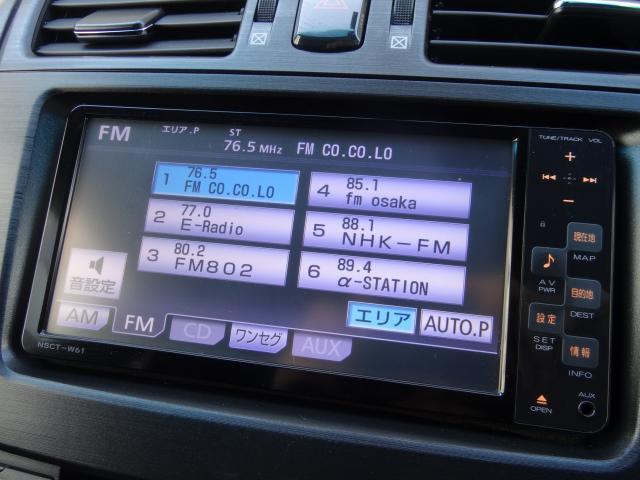 FM エリア.P ST 76.5 MHz FM CO.CO.LO
1 76.5 FM CO.CO.LO
2 77.0 E-Radio
3 80.2 FM802
4 85.1 fm osaka
5 88.1 NHK-FM
6 89.4 α-STATION
音設定
エリア AUTO.P
AM FM CD ワンセグ AUX
NSCT-W61
TUNE/TRACK VOL
+
-
現在地
MAP
AV PWR
目的地
DEST
設定
SET DISP
情報
INFO
OPEN
AUX